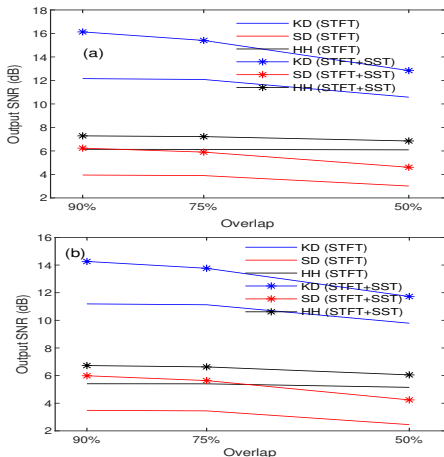 18
16
14
12
10
8
6
4
2
Output SNR (dB)
(a)
KD (STFT)
SD (STFT)
HH (STFT)
KD (STFT+SST)
SD (STFT+SST)
HH (STFT+SST)
90%
75%
50%
Overlap
16
14
12
10
8
6
4
2
Output SNR (dB)
(b)
KD (STFT)
SD (STFT)
HH (STFT)
KD (STFT+SST)
SD (STFT+SST)
HH (STFT+SST)
90%
75%
50%
Overlap